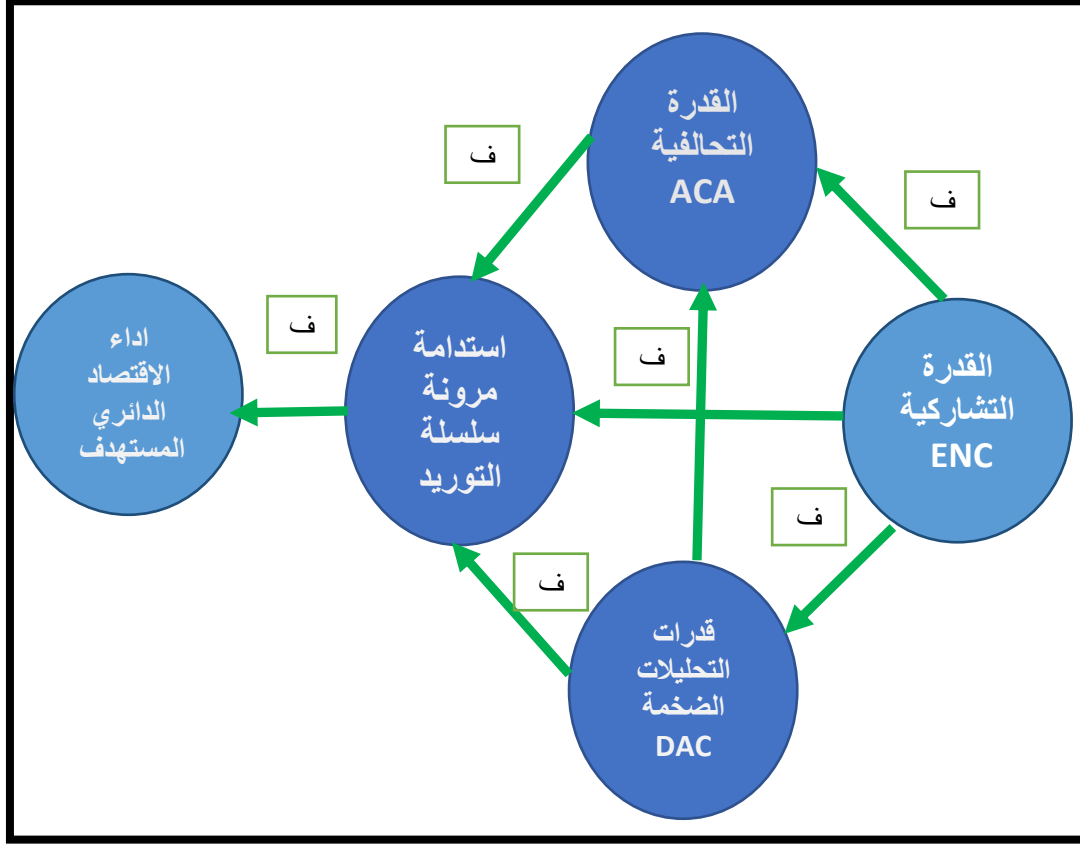 القدرة
التحالفية
ACA
ف
ف
القدرة
التشاركية
ENC
ف
ف
استدامة
مرونة
سلسلة
التوريد
ف
اداء
الاقتصاد
الدائري
المستهدف
ف
ف
قدرات
التحليلات
الضخمة
DAC